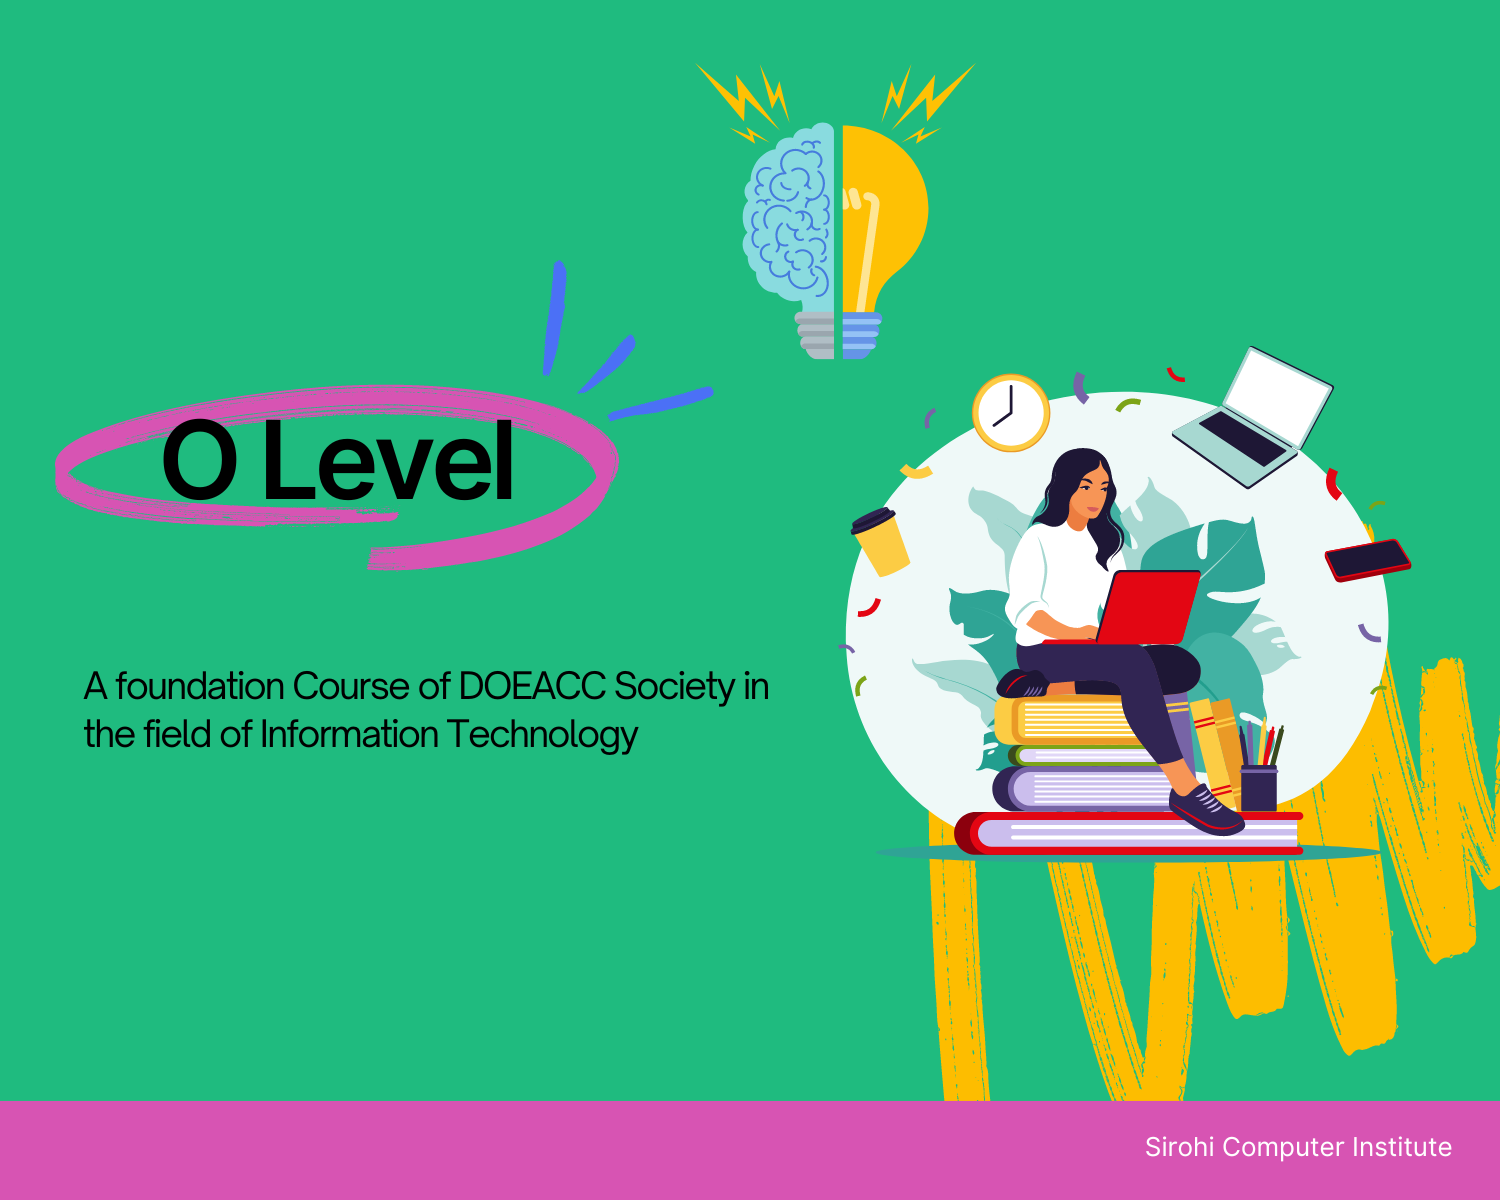 O Level
A foundation Course of DOEACC Society in
the field of Information Technology
Sirohi Computer Institute